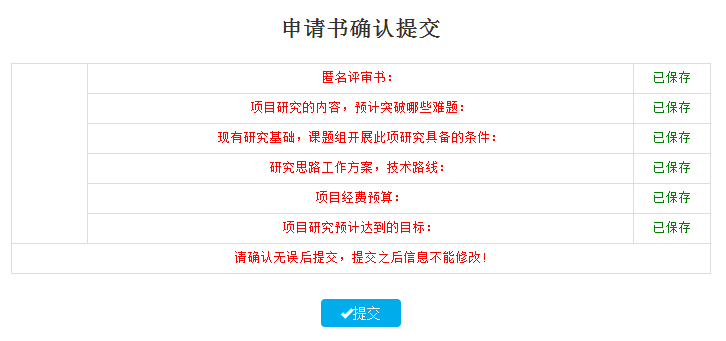 申请书确认提交
匿名评审书：
已保存
项目研究的内容，预计突破哪些难题：
已保存
现有研究基础，课题组开展此项研究具备的条件：
已保存
研究思路工作方案，技术路线：
已保存
项目经费预算：
已保存
项目研究预计达到的目标：
已保存
请确认无误后提交，提交之后信息不能修改！
提交